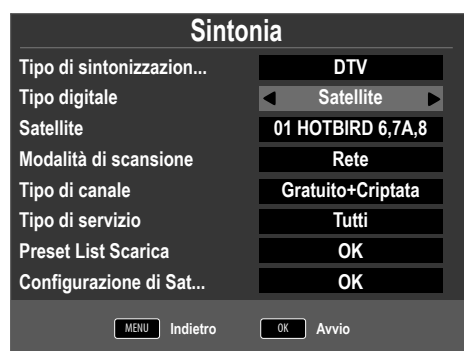 Sintonia
Tipo di sintonizzazion... DTV
Tipo digitale Satellite
Satellite 01 HOTBIRD 6,7A,8
Modalità di scansione Rete
Tipo di canale Gratuito+Criptata
Tipo di servizio Tutti
Preset List Scarica OK
Configurazione di Sat... OK
MENU Indietro OK Avvio